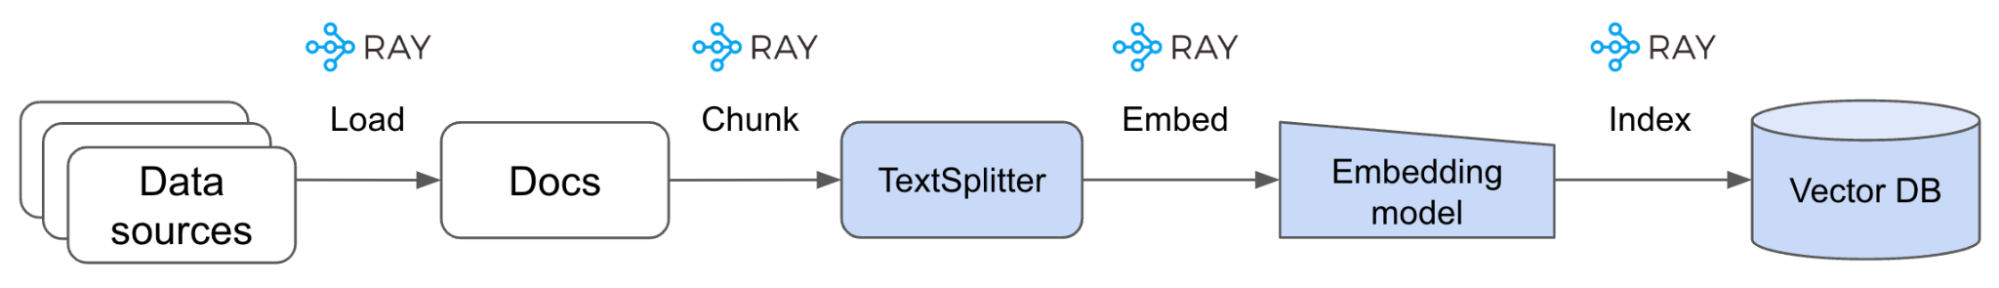 RAY
RAY
RAY
RAY
Load
Chunk
Embed
Index
Data
sources
Docs
TextSplitter
Embedding
model
Vector DB